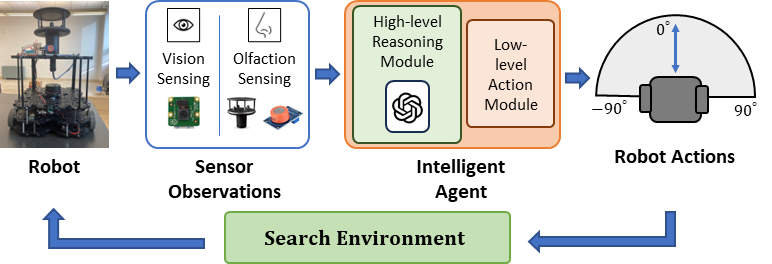 Vision
Sensing
Olfaction
Sensing
High-level
Reasoning
Module
Low-
level
Action
Module
0°
−90°
90°
Robot
Sensor
Observations
Intelligent
Agent
Robot Actions
Search Environment